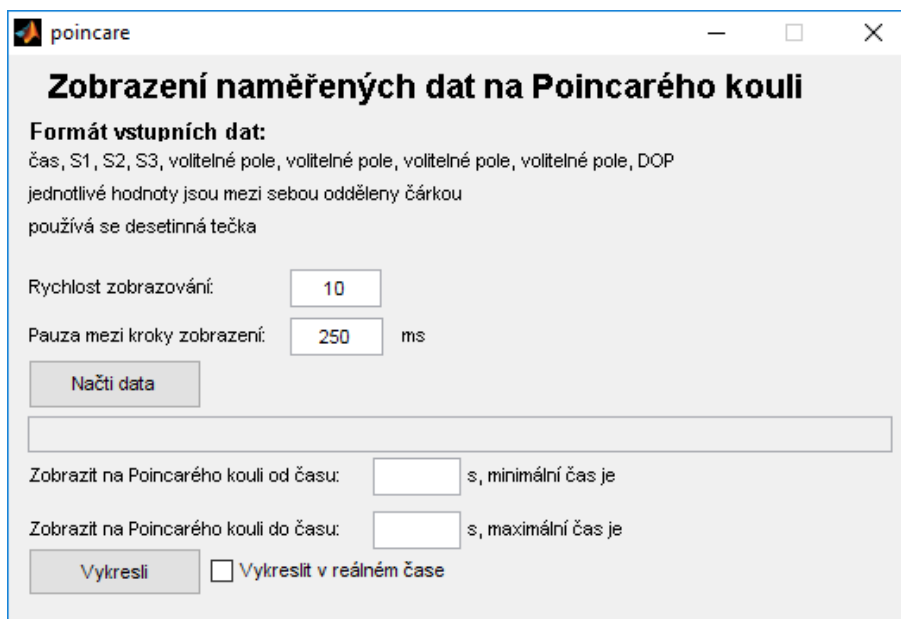 poincare
Zobrazení naměřených dat na Poincarého kouli
Formát vstupních dat:
čas, S1, S2, S3, volitelné pole, volitelné pole, volitelné pole, volitelné pole, DOP
jednotlivé hodnoty jsou mezi sebou odděleny čárkou
používá se desetinná tečka
Rychlost zobrazování: 10
Pauza mezi kroky zobrazení: 250 ms
Načti data
Zobrazit na Poincarého kouli od času: s, minimální čas je
Zobrazit na Poincarého kouli do času: s, maximální čas je
Vykresli Vykreslit v reálném čase